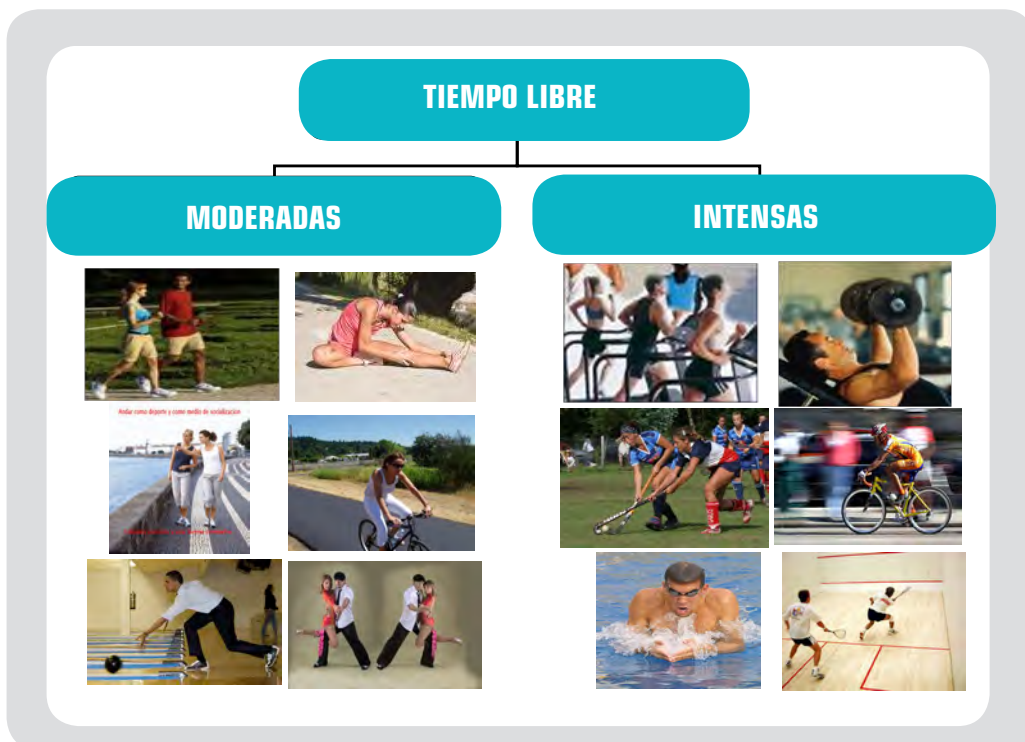 TIEMPO LIBRE
MODERADAS
INTENSAS
Andar como deporte y como medio de socialización